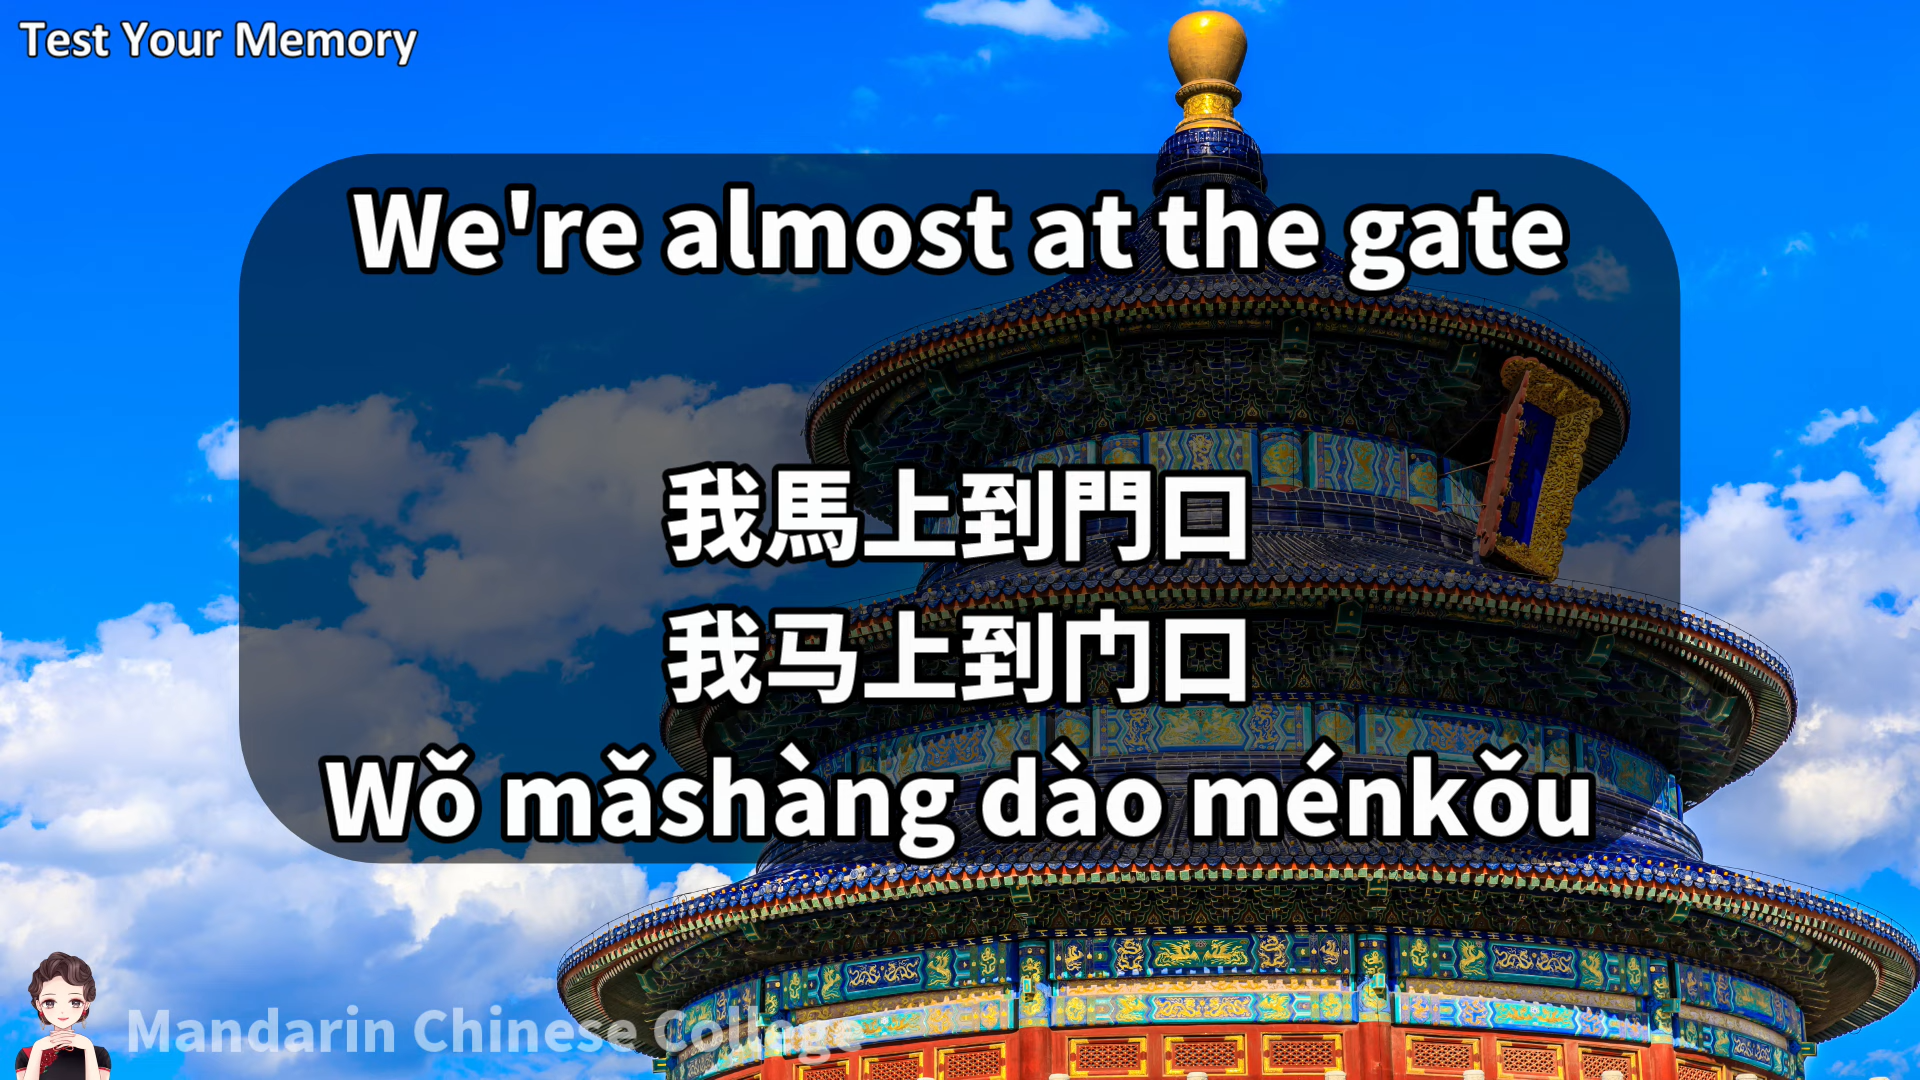 Test Your Memory
We're almost at the gate
我馬上到門口
我马上到门口
Wǒ mǎshàng dào ménkǒu
Mandarin Chinese College